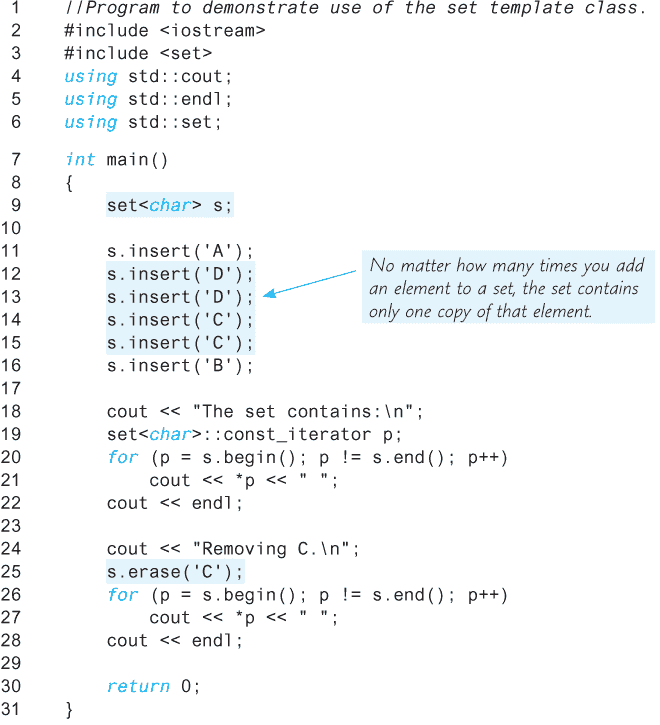 1 //Program to demonstrate use of the set template class.
2 #include <iostream>
3 #include <set>
4 using std::cout;
5 using std::endl;
6 using std::set;
7 int main()
8 {
9     set<char> s;
10
11     s.insert('A');
12     s.insert('D');
13     s.insert('D');
14     s.insert('C');
15     s.insert('C');
16     s.insert('B');
No matter how many times you add
an element to a set, the set contains
only one copy of that element.
17
18     cout << "The set contains:\n";
19     set<char>::const_iterator p;
20     for (p = s.begin(); p != s.end(); p++)
21         cout << *p << " ";
22     cout << endl;
23
24     cout << "Removing C.\n";
25     s.erase('C');
26     for (p = s.begin(); p != s.end(); p++)
27         cout << *p << " ";
28     cout << endl;
29
30     return 0;
31 }